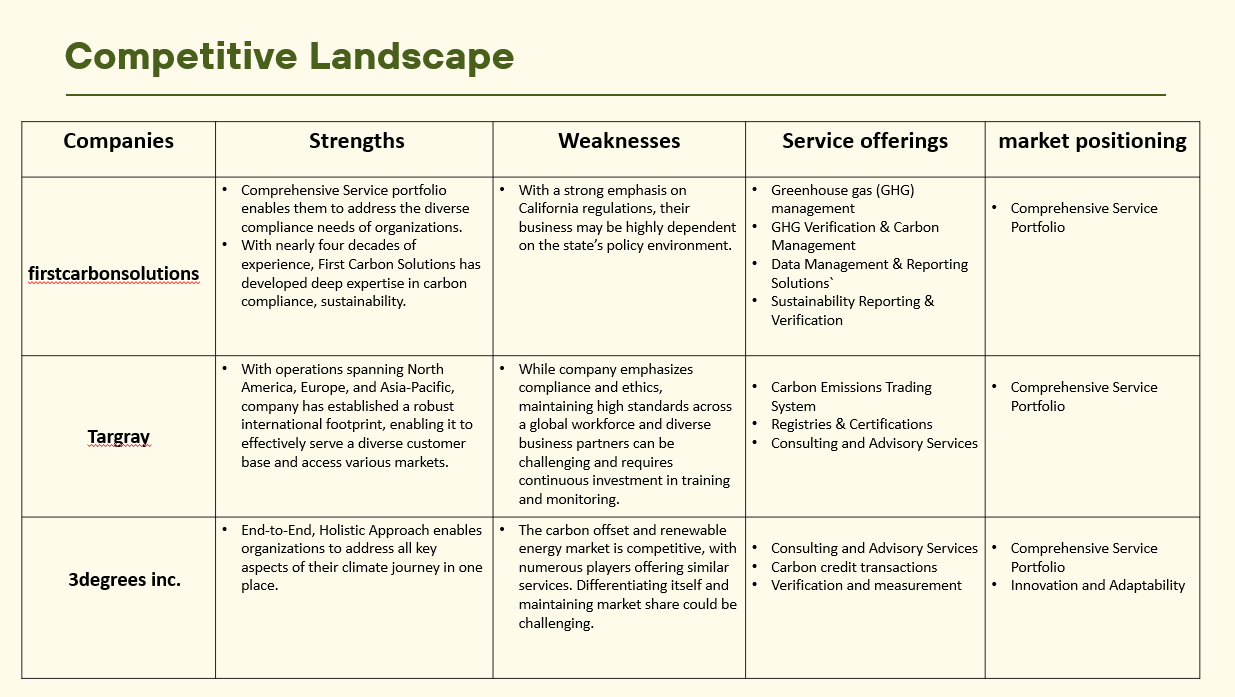 Competitive Landscape
Companies
Strengths
Weaknesses
Service offerings
market positioning
firstcarbonsolutions
• Comprehensive Service portfolio
enables them to address the diverse
compliance needs of organizations.
• With nearly four decades of
experience, First Carbon Solutions has
developed deep expertise in carbon
compliance, sustainability.
• With a strong emphasis on
California regulations, their
business may be highly dependent
on the state’s policy environment.
• Greenhouse gas (GHG)
management
• GHG Verification & Carbon
Management
• Data Management & Reporting
Solutions`
• Sustainability Reporting &
Verification
• Comprehensive Service
Portfolio
Targray
• With operations spanning North
America, Europe, and Asia-Pacific,
company has established a robust
international footprint, enabling it to
effectively serve a diverse customer
base and access various markets.
• While company emphasizes
compliance and ethics,
maintaining high standards across
a global workforce and diverse
business partners can be
challenging and requires
continuous investment in training
and monitoring.
• Carbon Emissions Trading
System
• Registries & Certifications
• Consulting and Advisory Services
• Comprehensive Service
Portfolio
3degrees inc.
• End-to-End, Holistic Approach enables
organizations to address all key
aspects of their climate journey in one
place.
• The carbon offset and renewable
energy market is competitive, with
numerous players offering similar
services. Differentiating itself and
maintaining market share could be
challenging.
• Consulting and Advisory Services
• Carbon credit transactions
• Verification and measurement
• Comprehensive Service
Portfolio
• Innovation and Adaptability